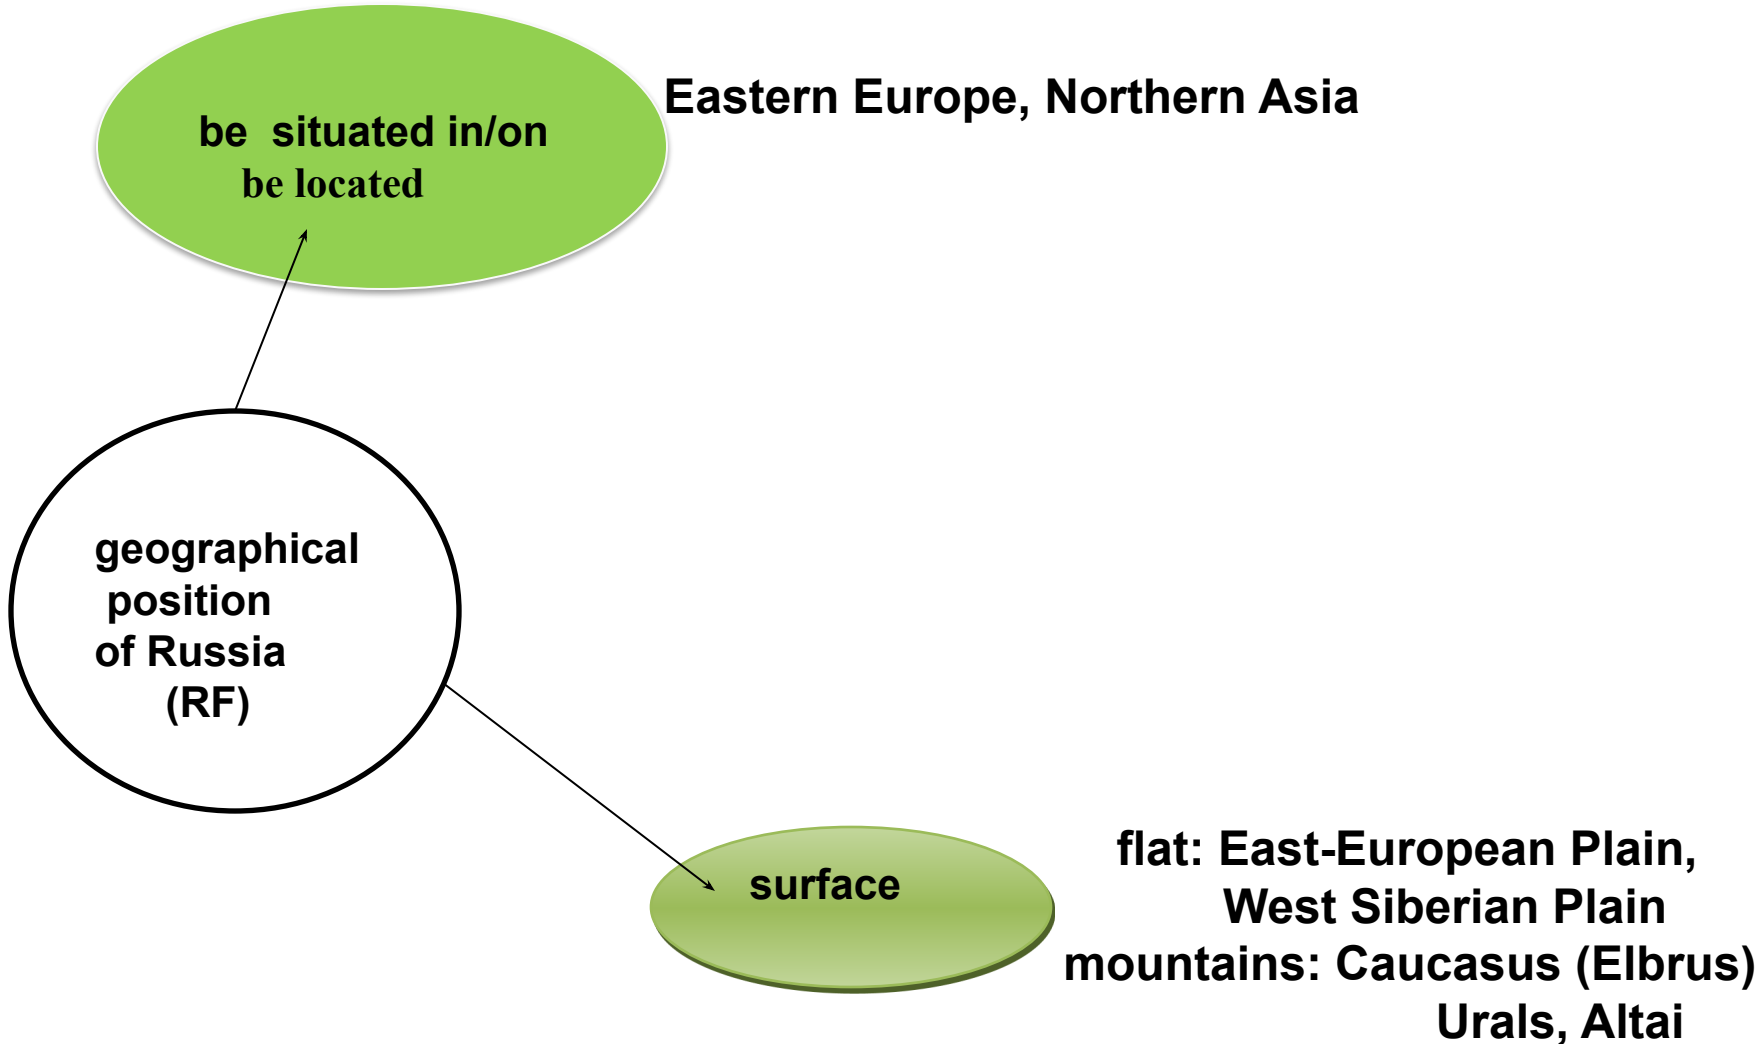 Eastern Europe, Northern Asia
be situated in/on
be located
geographical
position
of Russia
(RF)
surface
flat: East-European Plain,
West Siberian Plain
mountains: Caucasus (Elbrus)
Urals, Altai